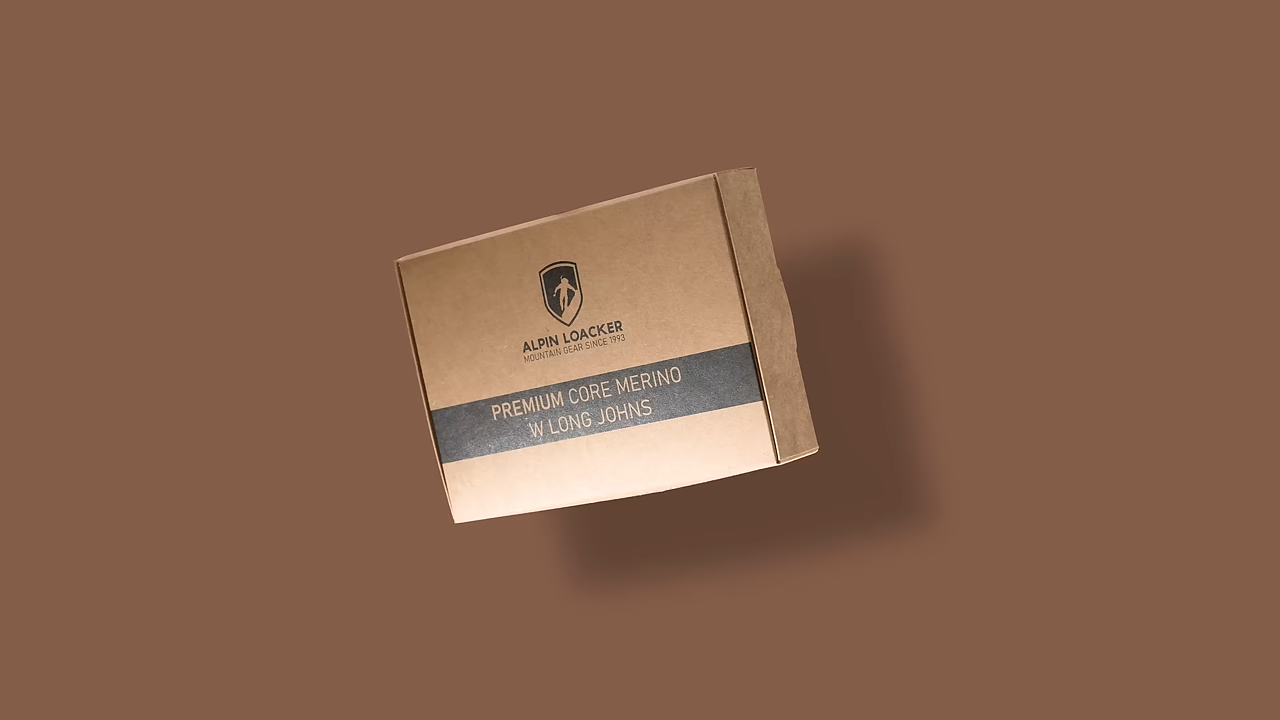 ALPIN LOACKER
MOUNTAIN GEAR SINCE 1993
PREMIUM CORE MERINO
W LONG JOHNS